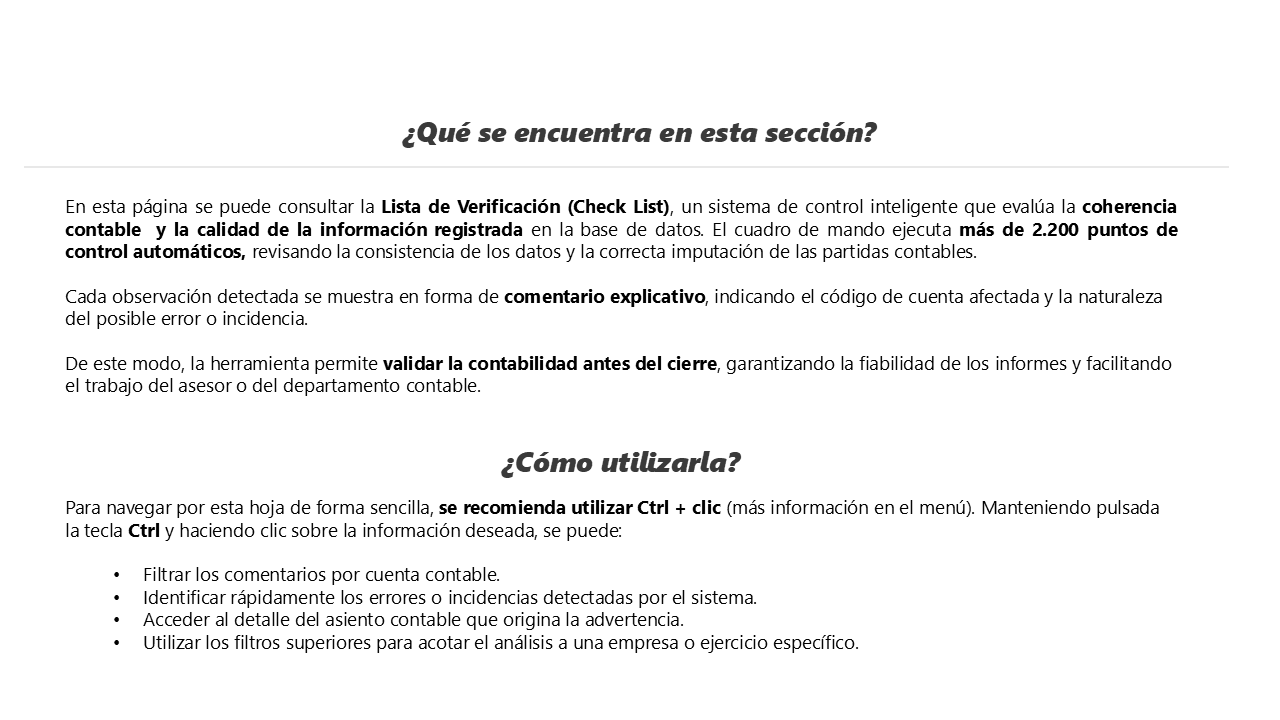 ¿Qué se encuentra en esta sección?
En esta página se puede consultar la Lista de Verificación (Check List), un sistema de control inteligente que evalúa la coherencia
contable  y la calidad de la información registrada en la base de datos. El cuadro de mando ejecuta más de 2.200 puntos de
control automáticos, revisando la consistencia de los datos y la correcta imputación de las partidas contables.
Cada observación detectada se muestra en forma de comentario explicativo, indicando el código de cuenta afectada y la naturaleza
del posible error o incidencia.
De este modo, la herramienta permite validar la contabilidad antes del cierre, garantizando la fiabilidad de los informes y facilitando
el trabajo del asesor o del departamento contable.
¿Cómo utilizarla?
Para navegar por esta hoja de forma sencilla, se recomienda utilizar Ctrl + clic (más información en el menú). Manteniendo pulsada
la tecla Ctrl y haciendo clic sobre la información deseada, se puede:
• Filtrar los comentarios por cuenta contable.
• Identificar rápidamente los errores o incidencias detectadas por el sistema.
• Acceder al detalle del asiento contable que origina la advertencia.
• Utilizar los filtros superiores para acotar el análisis a una empresa o ejercicio específico.